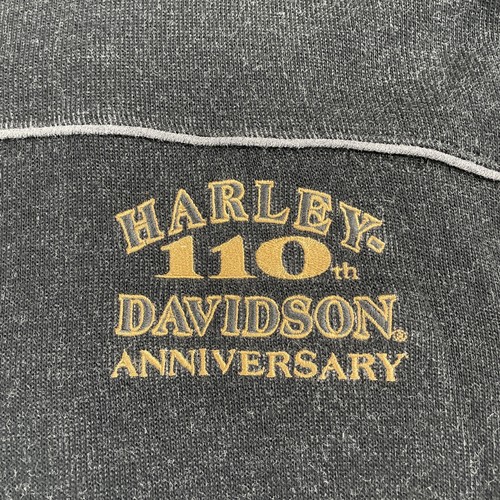 HARLEY-
110th
DAVIDSON®
ANNIVERSARY